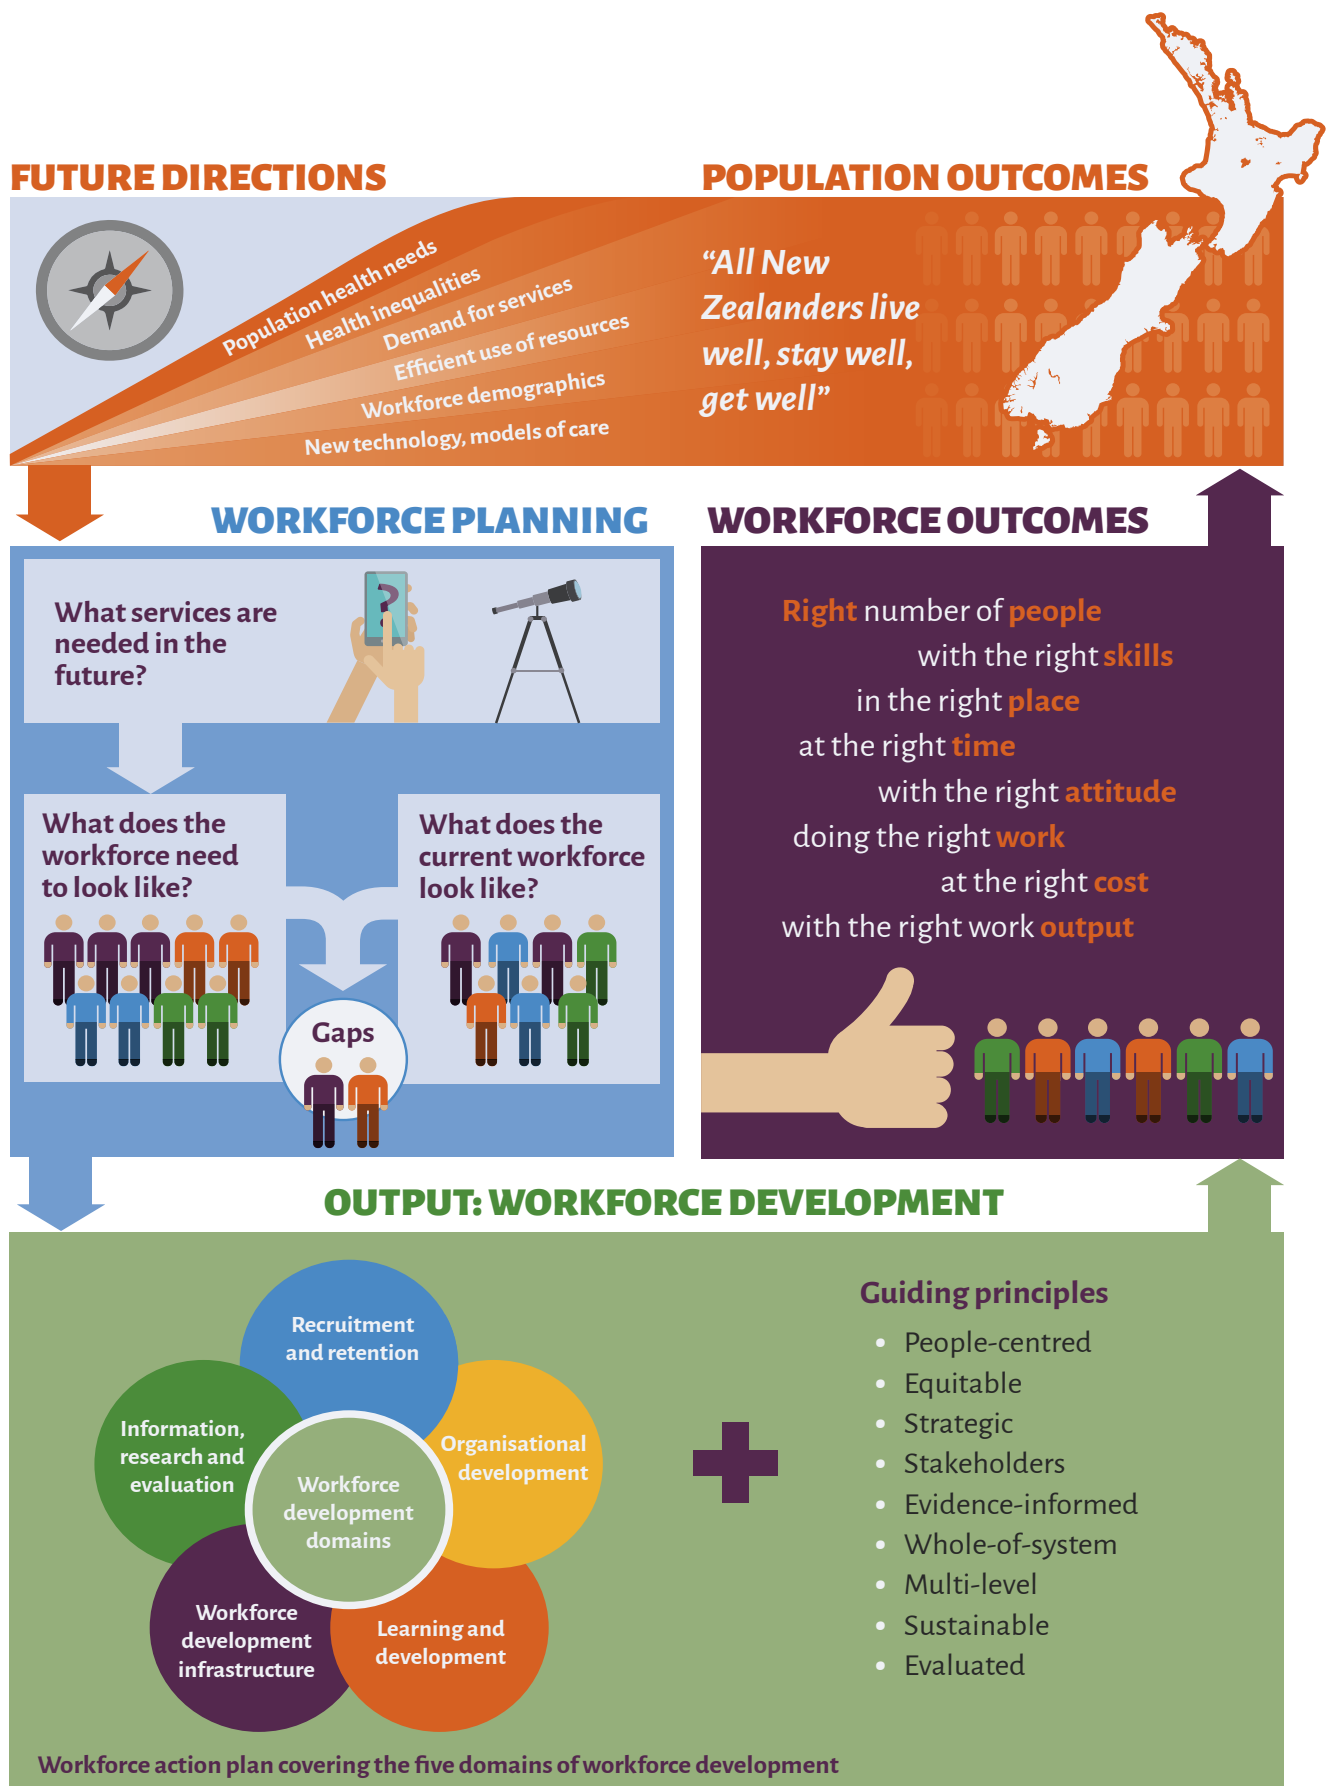 FUTURE DIRECTIONS
Population health needs
Health inequalities
Demand for services
Efficient use of resources
Workforce demographics
New technology, models of care
POPULATION OUTCOMES
“All New
Zealanders live
well, stay well,
get well”
WORKFORCE PLANNING
What services are
needed in the
future?
?
What does the
workforce need
to look like?
What does the
current workforce
look like?
Gaps
WORKFORCE OUTCOMES
Right number of people
with the right skills
in the right place
at the right time
with the right attitude
doing the right work
at the right cost
with the right work output
OUTPUT: WORKFORCE DEVELOPMENT
Recruitment
and retention
Information,
research and
evaluation
Organisational
development
Workforce
development
domains
Workforce
development
infrastructure
Learning and
development
Guiding principles
• People-centred
• Equitable
• Strategic
• Stakeholders
• Evidence-informed
• Whole-of-system
• Multi-level
• Sustainable
• Evaluated
Workforce action plan covering the five domains of workforce development